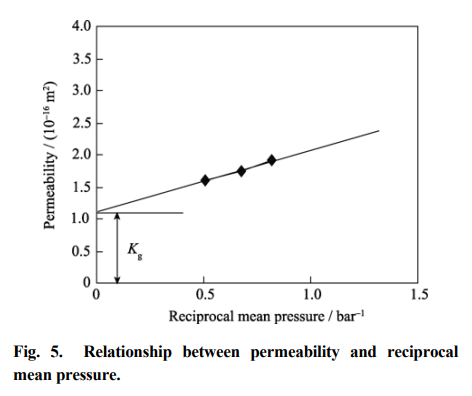 4.0
3.5
3.0
2.5
2.0
1.5
1.0
0.5
0
Permeability / (10⁻¹⁶ m²)
K_g
0 0.5 1.0 1.5
Reciprocal mean pressure / bar⁻¹
Fig. 5. Relationship between permeability and reciprocal
mean pressure.